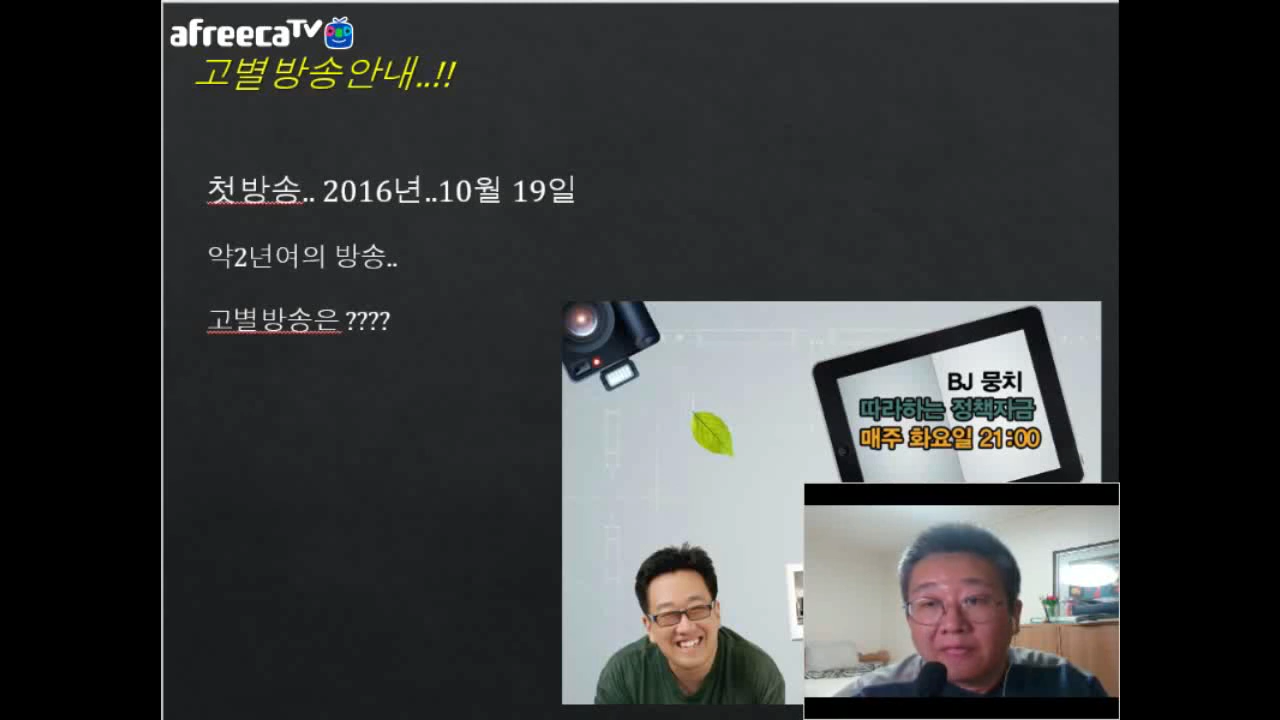 afreecaTV
고별방송안내..!!
첫방송.. 2016년..10월 19일
약2년여의 방송..
고별방송은 ????
BJ 뭉치
따라하는 정책자금
매주 화요일 21:00